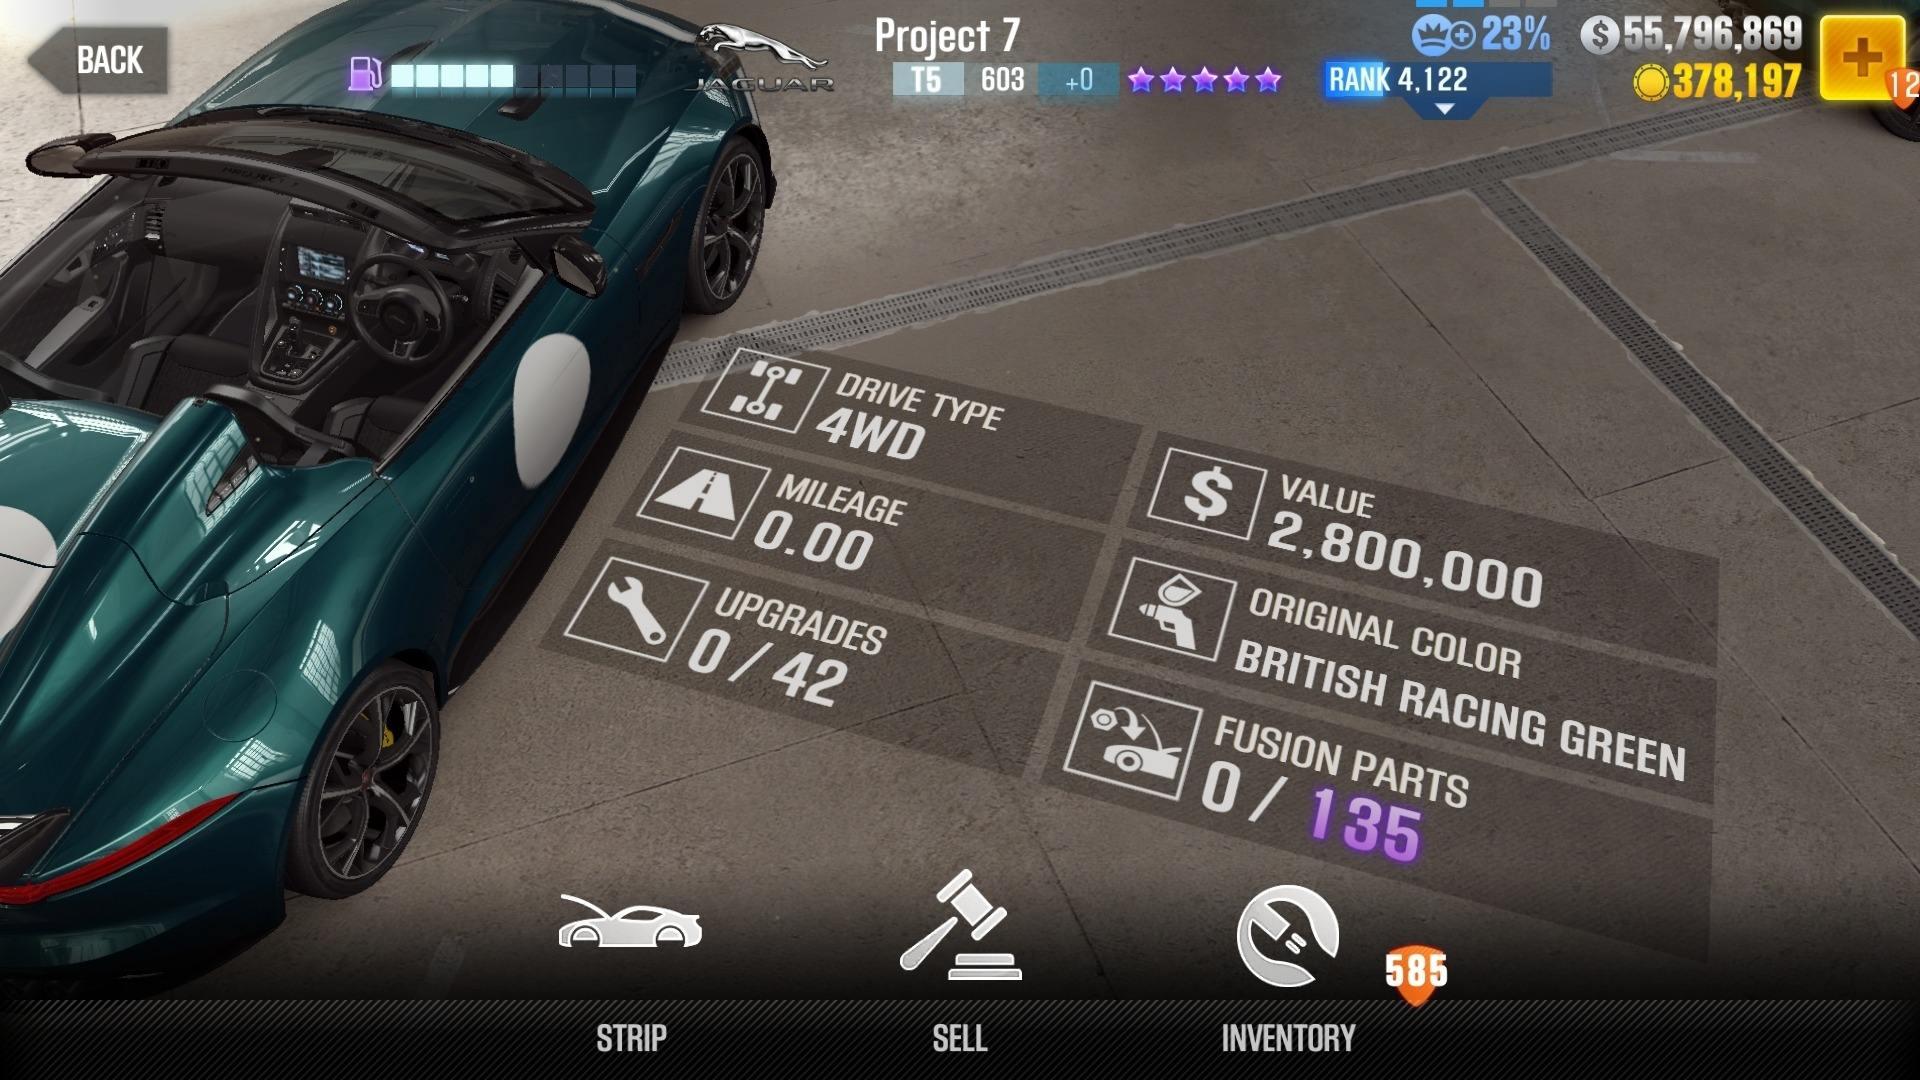 BACK
JAGUAR
Project 7
T5 603 +0
RANK 4,122
23%
55,796,869
378,197
12
DRIVE TYPE
4WD
MILEAGE
0.00
UPGRADES
0 / 42
VALUE
2,800,000
ORIGINAL COLOR
BRITISH RACING GREEN
FUSION PARTS
0 / 135
585
STRIP
SELL
INVENTORY